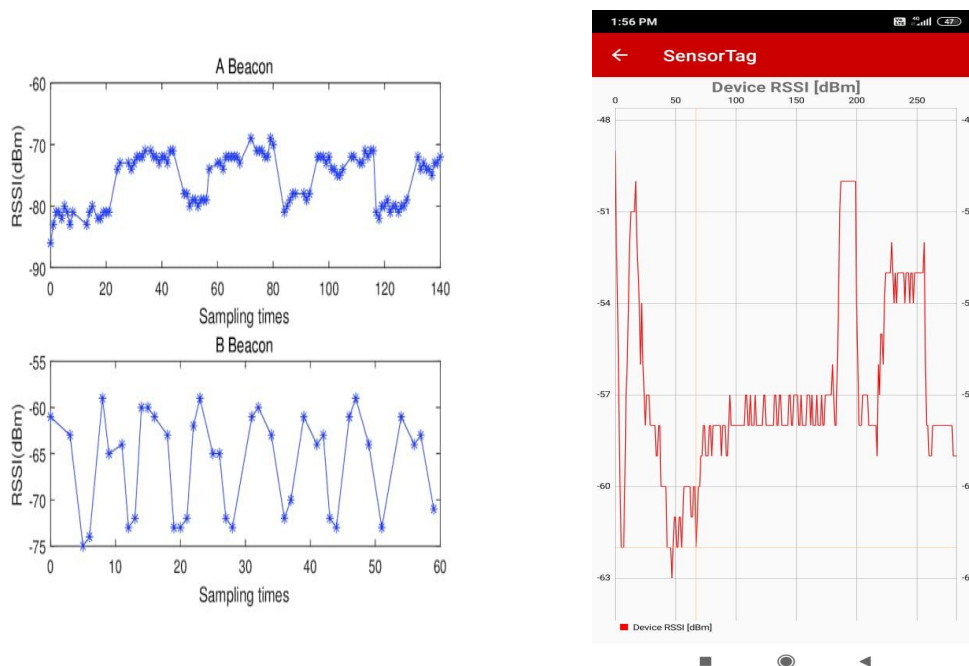 A Beacon
-60
-70
-80
-90
RSSI(dBm)
0 20 40 60 80 100 120 140
Sampling times
B Beacon
-55
-60
-65
-70
-75
RSSI(dBm)
0 10 20 30 40 50 60
Sampling times
1:56 PM 4G 47
← SensorTag
Device RSSI [dBm]
0 50 100 150 200 250
-48
-51
-54
-57
-60
-63
Device RSSI [dBm]